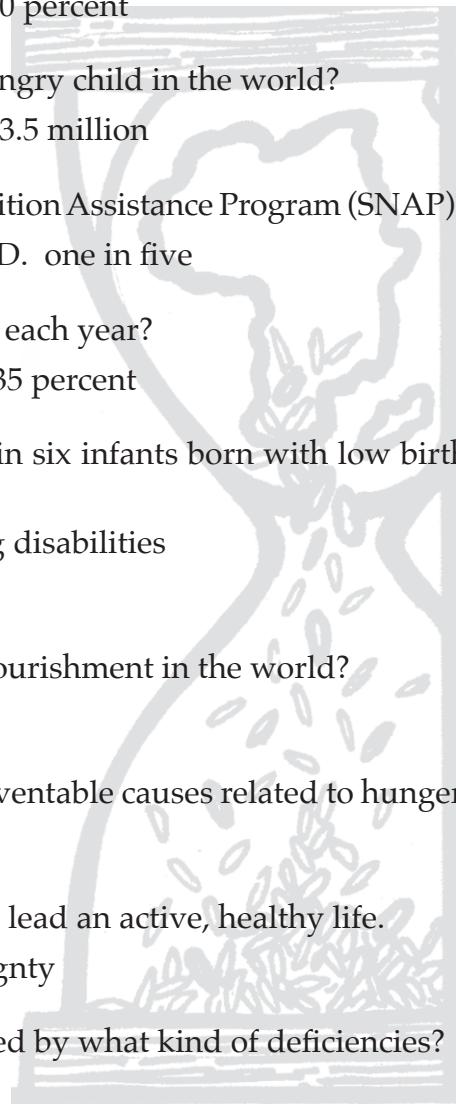 0 percent
ngry child in the world?
3.5 million
ition Assistance Program (SNAP)
D. one in five
each year?
35 percent
in six infants born with low birth
g disabilities
ourishment in the world?
ventable causes related to hunger
lead an active, healthy life.
gnty
ed by what kind of deficiencies?